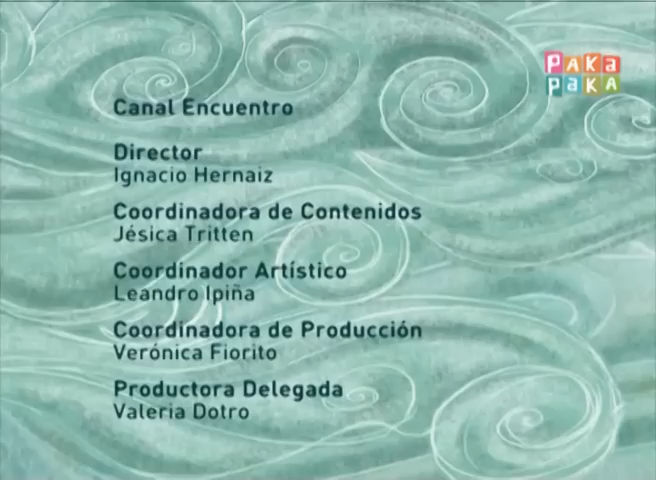 PAKA
PAKA
Canal Encuentro
Director
Ignacio Hernaiz
Coordinadora de Contenidos
Jésica Tritten
Coordinador Artístico
Leandro Ipiña
Coordinadora de Producción
Verónica Fiorito
Productora Delegada
Valeria Dotro